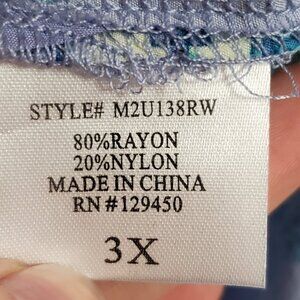 STYLE# M2U138RW
80%RAYON
20%NYLON
MADE IN CHINA
RN #129450
3X